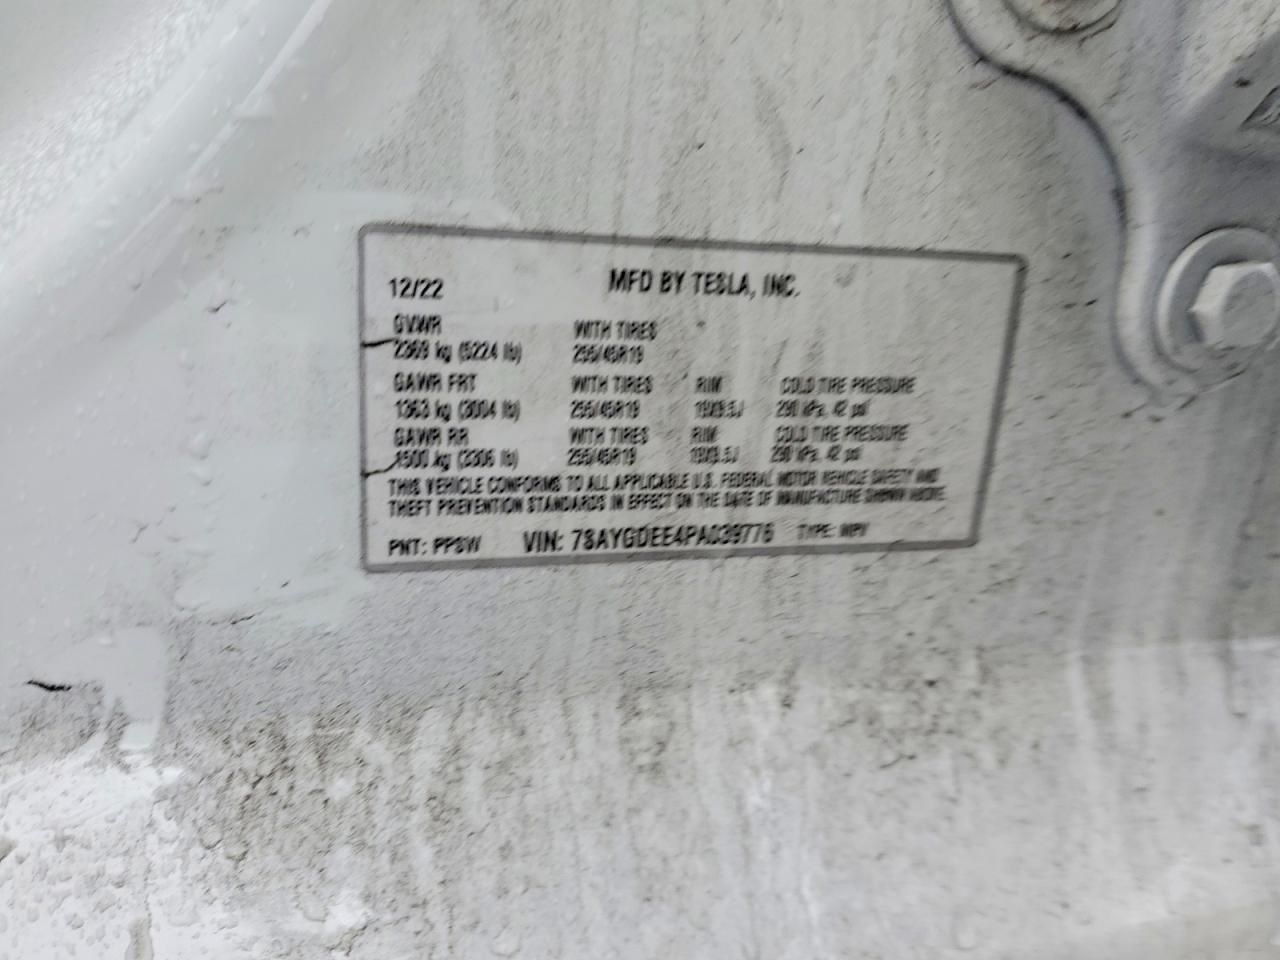 12/22 MFD BY TESLA, INC.
GVWR WITH TIRES
2369 kg (5224 lb) 255/45R19
GAWR FRT WITH TIRES RIM COLD TIRE PRESSURE
1363 kg (3004 lb) 255/45R19 19X9.5J 290 kPa, 42 psi
GAWR RR WITH TIRES RIM COLD TIRE PRESSURE
1500 kg (3306 lb) 255/45R19 19X9.5J 290 kPa, 42 psi
THIS VEHICLE CONFORMS TO ALL APPLICABLE U.S. FEDERAL MOTOR VEHICLE SAFETY AND
THEFT PREVENTION STANDARDS IN EFFECT ON THE DATE OF MANUFACTURE SHOWN ABOVE.
PNT: PPSW VIN: 7SAYGDEE4PA039776 TYPE: MPV